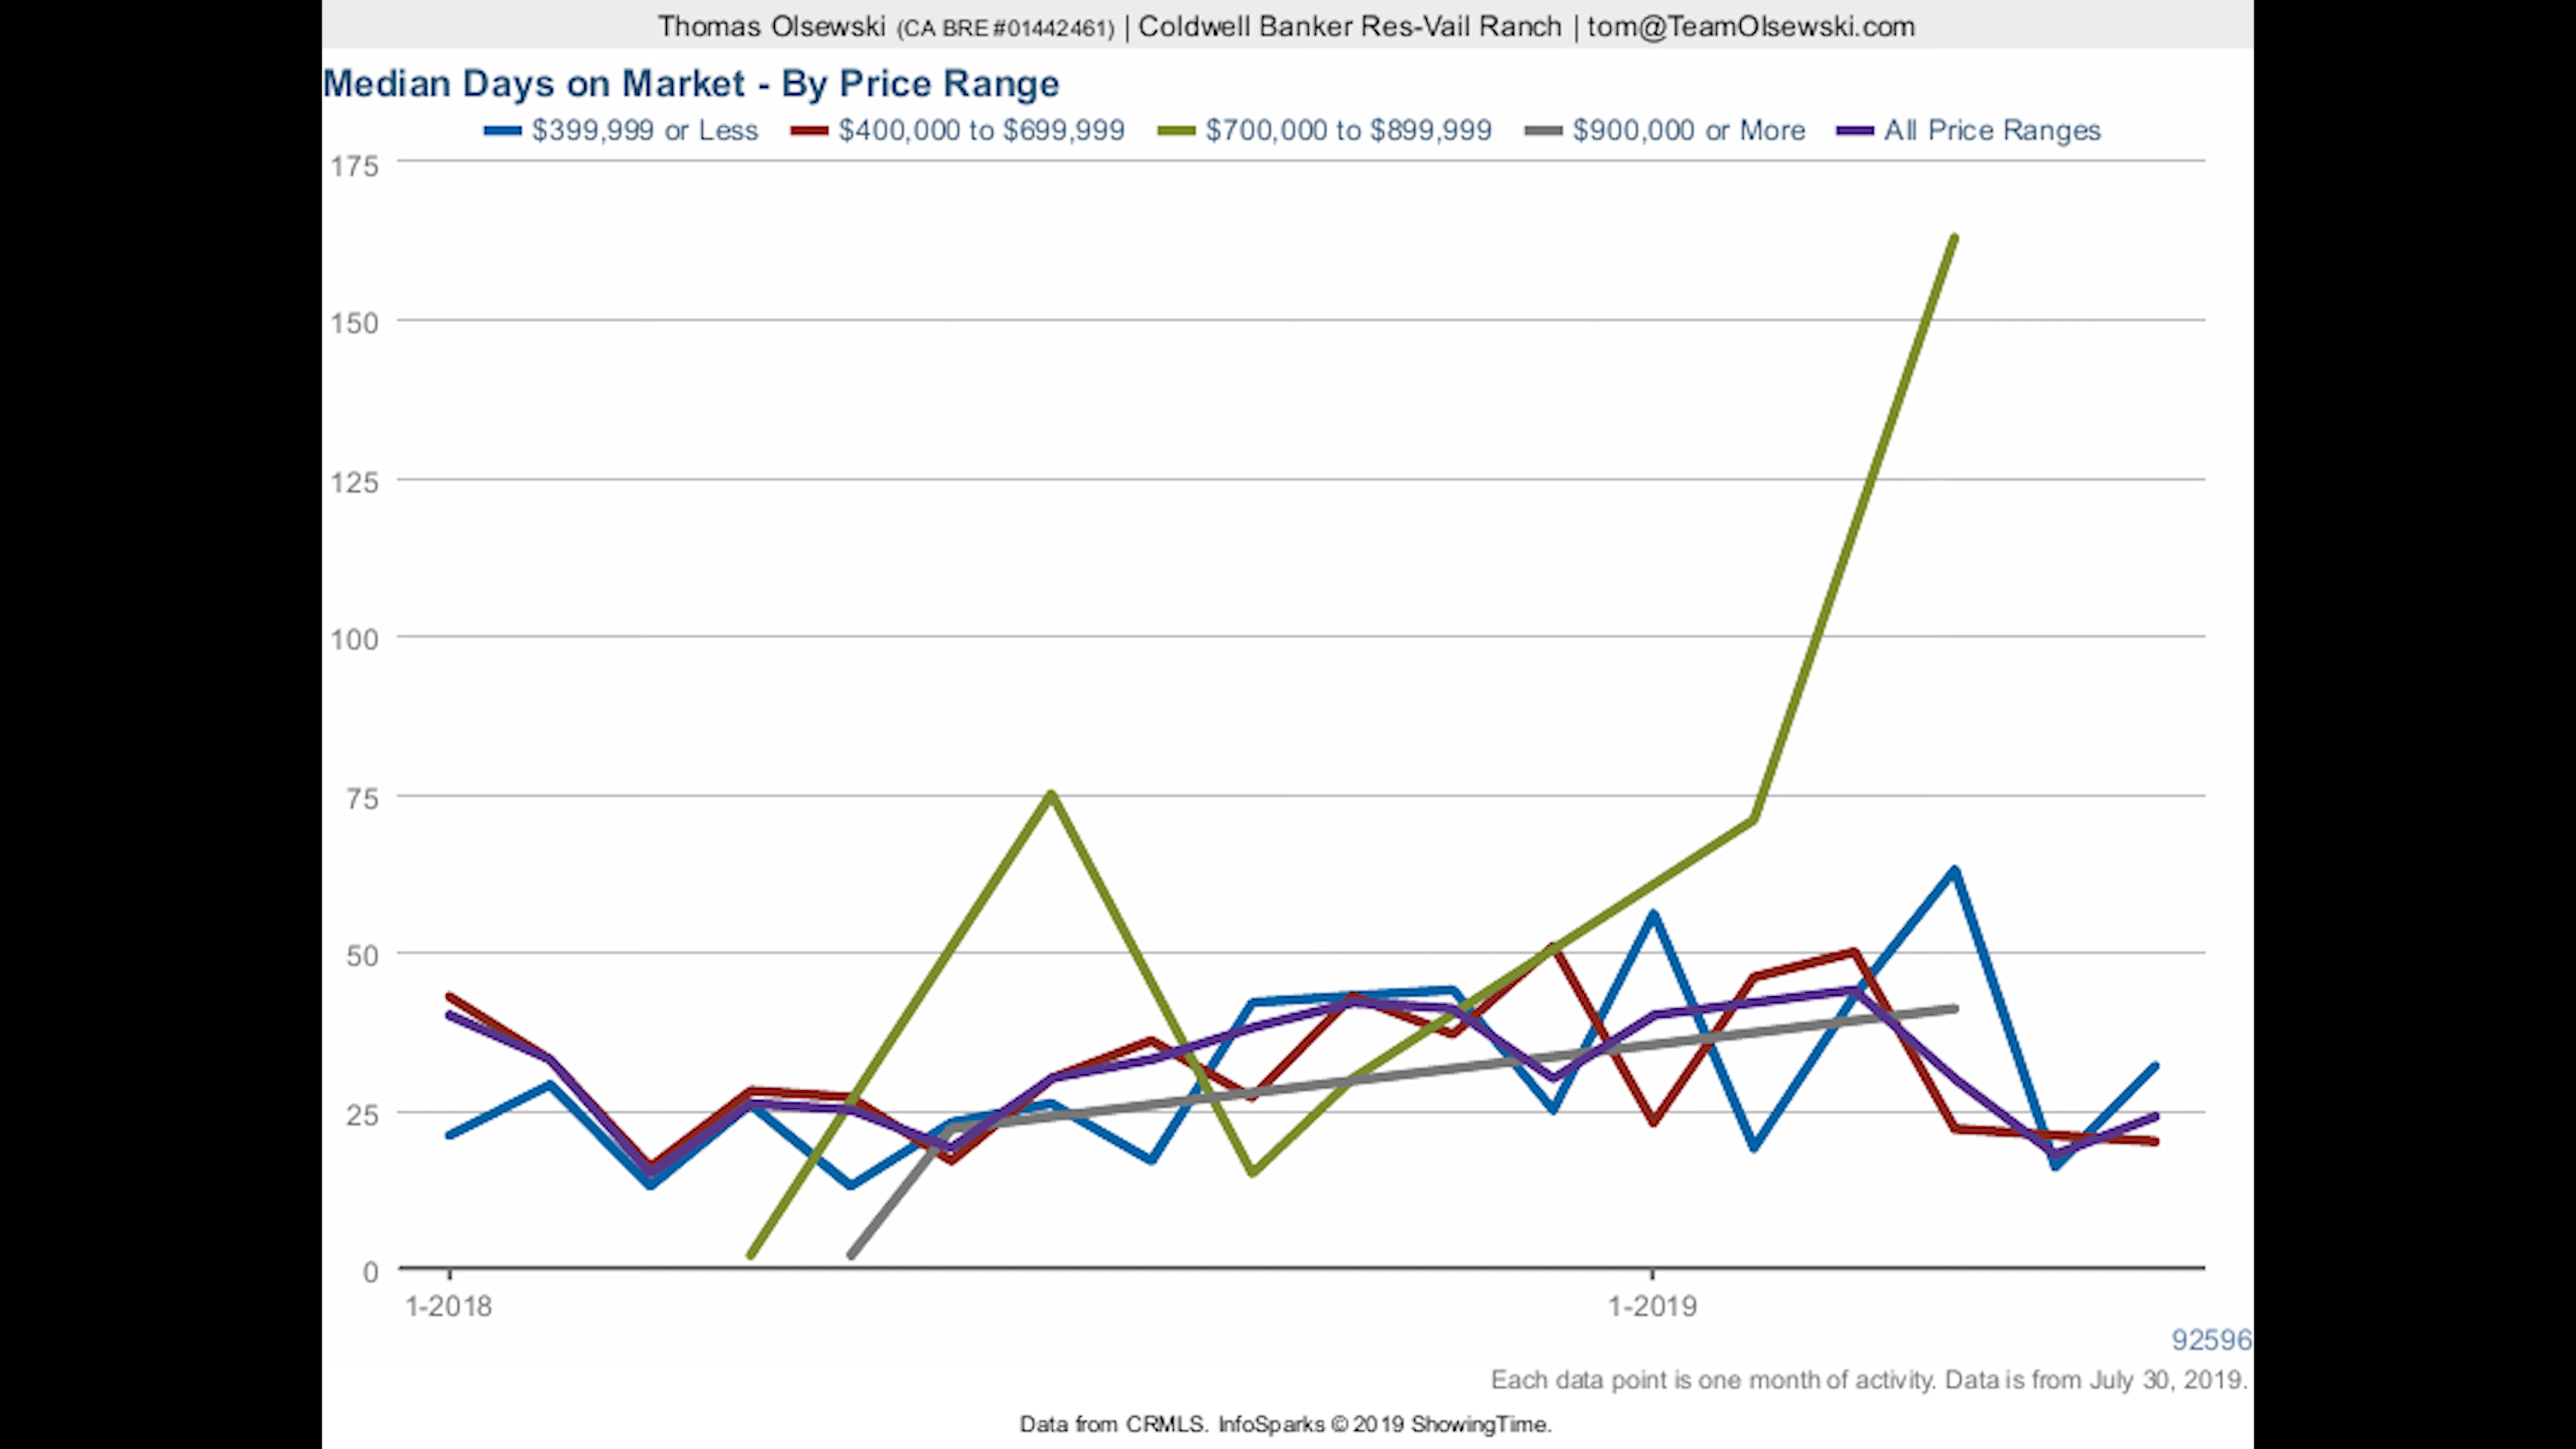 Thomas Olsewski (CA BRE #01442461) | Coldwell Banker Res-Vail Ranch | tom@TeamOlsewski.com
Median Days on Market - By Price Range
$399,999 or Less $400,000 to $699,999 $700,000 to $899,999 $900,000 or More All Price Ranges
175
150
125
100
75
50
25
0
1-2018 1-2019
92596
Each data point is one month of activity. Data is from July 30, 2019.
Data from CRMLS. InfoSparks © 2019 ShowingTime.